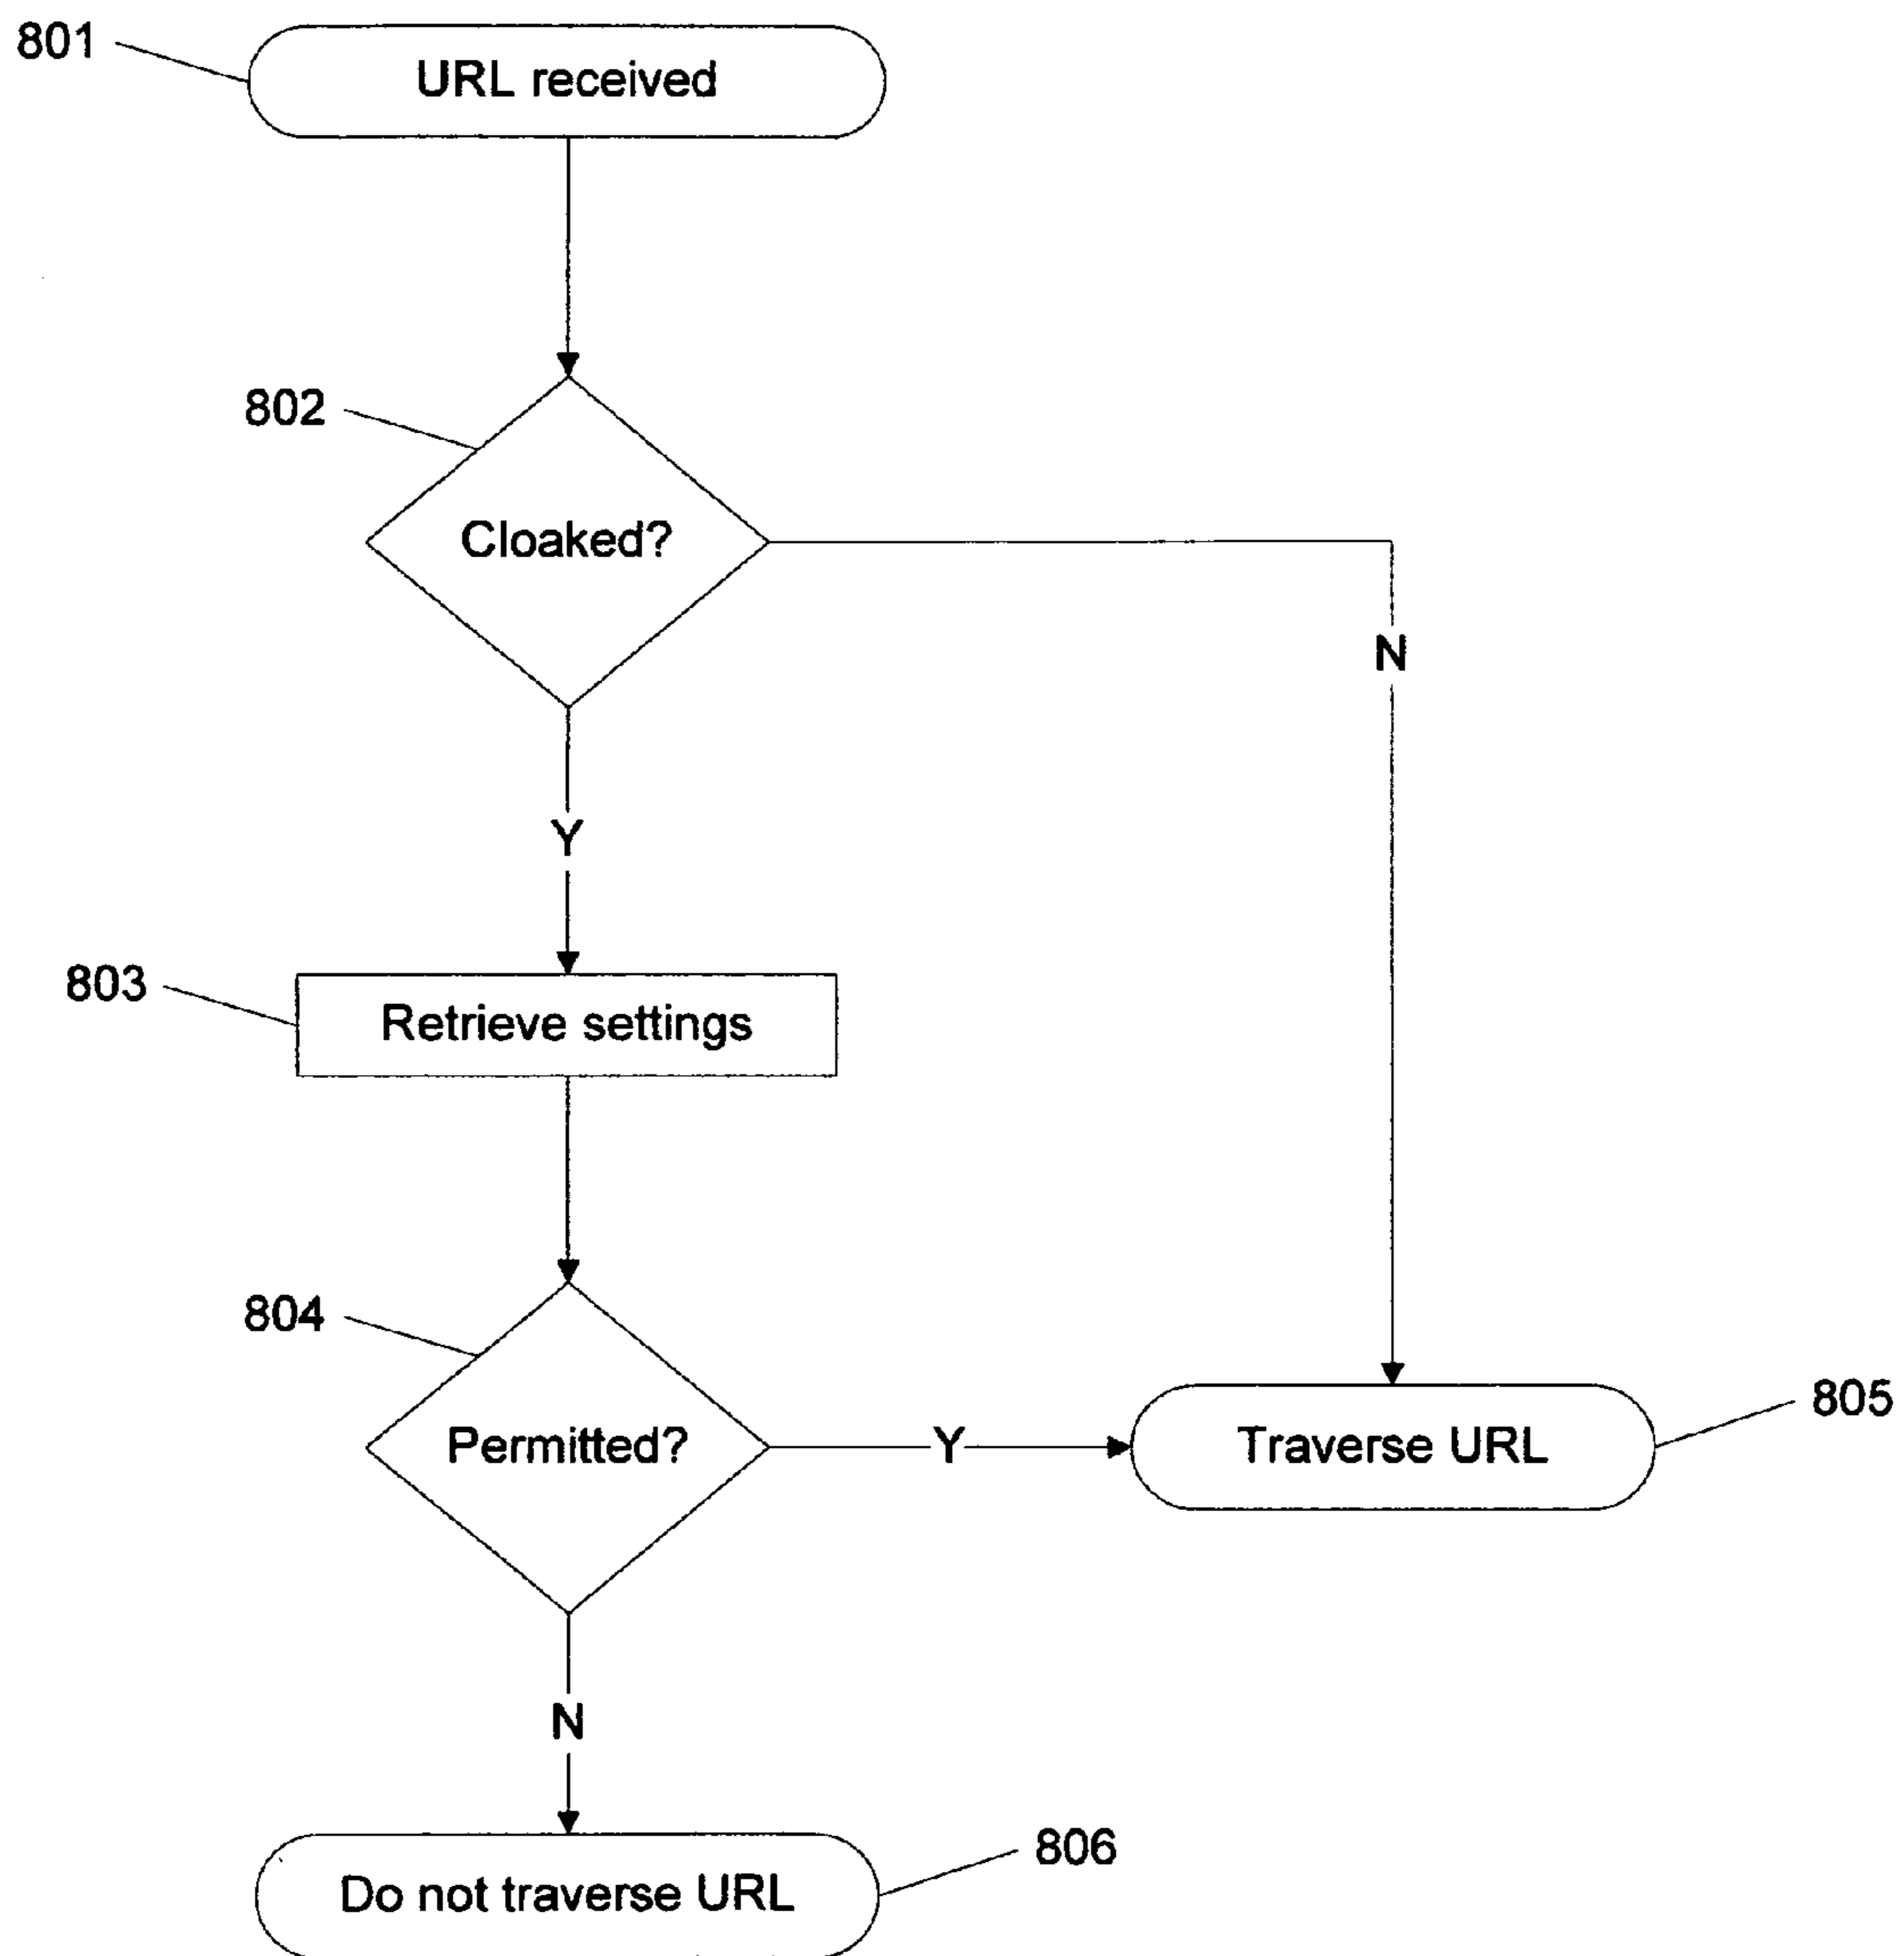 801
URL received
802
Cloaked?
N
Y
803
Retrieve settings
804
Permitted?
Y
Traverse URL
805
N
806
Do not traverse URL